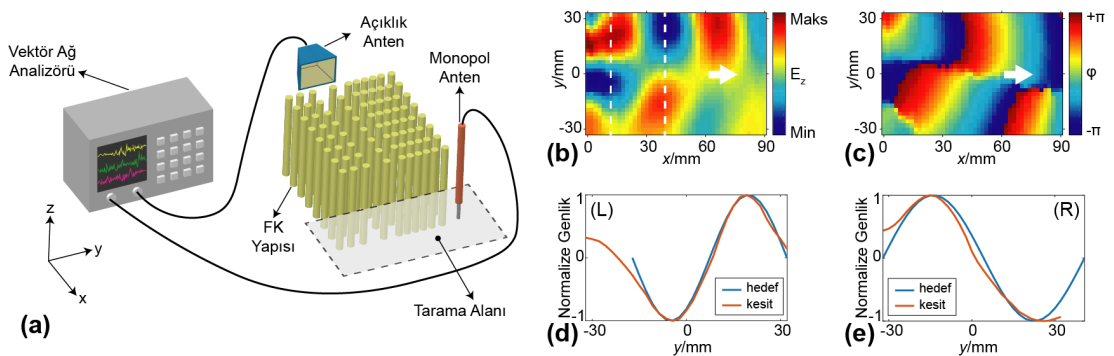 Vektör Ağ
Analizörü
Açıklık
Anten
Monopol
Anten
FK
Yapısı
Tarama Alanı
z
y
x
(a)
y/mm
30
0
-30
0
30
60
90
x/mm
(b)
Maks
E_z
Min
y/mm
30
0
-30
0
30
60
90
x/mm
(c)
+π
φ
-π
Normalize Genlik
1
0
-1
(L)
hedef
kesit
-30
0
30
y/mm
(d)
Normalize Genlik
1
0
-1
(R)
hedef
kesit
-30
0
40
y/mm
(e)